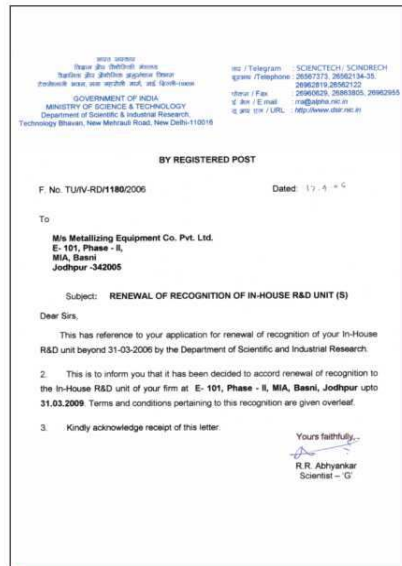 भारत सरकार
GOVERNMENT OF INDIA
MINISTRY OF SCIENCE & TECHNOLOGY
Department of Scientific & Industrial Research,
Technology Bhavan, New Mehrauli Road, New Delhi-110016
/ Telegram : SCIENCTECH / SCINDRECH
/Telephone : 26567373, 26562134-35,
26962819, 26562122
/ Fax : 26960629, 26863805, 26962955
/ E.mail :
/ URL : http://www.dsir.nic.in
BY REGISTERED POST
F. No. TU/IV-RD/1180/2006 Dated:
To
M/s Metallizing Equipment Co. Pvt. Ltd.
E- 101, Phase - II,
MIA, Basni
Jodhpur -342005
Subject: RENEWAL OF RECOGNITION OF IN-HOUSE R&D UNIT (S)
Dear Sirs,
This has reference to your application for renewal of recognition of your In-House
R&D unit beyond 31-03-2006 by the Department of Scientific and Industrial Research.
2. This is to inform you that it has been decided to accord renewal of recognition to
the In-House R&D unit of your firm at E- 101, Phase - II, MIA, Basni, Jodhpur upto
31.03.2009. Terms and conditions pertaining to this recognition are given overleaf.
3. Kindly acknowledge receipt of this letter.
Yours faithfully,
R.R. Abhyankar
Scientist – 'G'